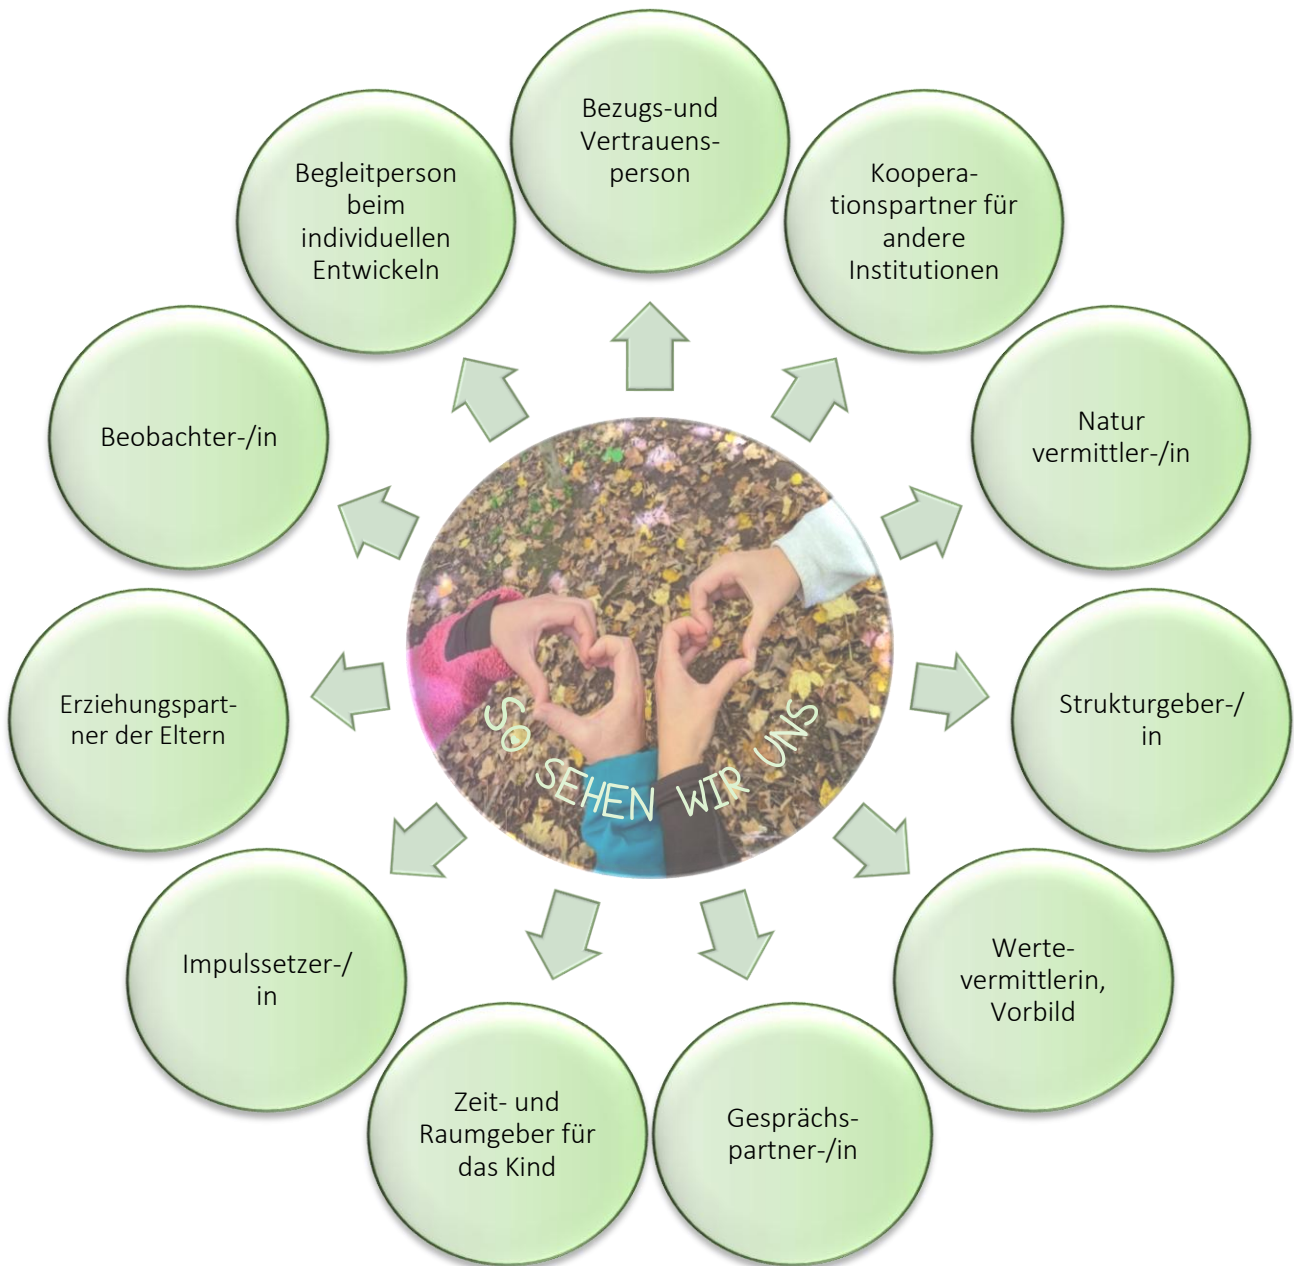 Bezugs-und
Vertrauens-
person
Koopera-
tionspartner für
andere
Institutionen
Natur
vermittler-/in
Strukturgeber-/
in
Werte-
vermittlerin,
Vorbild
Gesprächs-
partner-/in
Zeit- und
Raumgeber für
das Kind
Impulssetzer-/
in
Erziehungspart-
ner der Eltern
Beobachter-/in
Begleitperson
beim
individuellen
Entwickeln
SO SEHEN WIR UNS